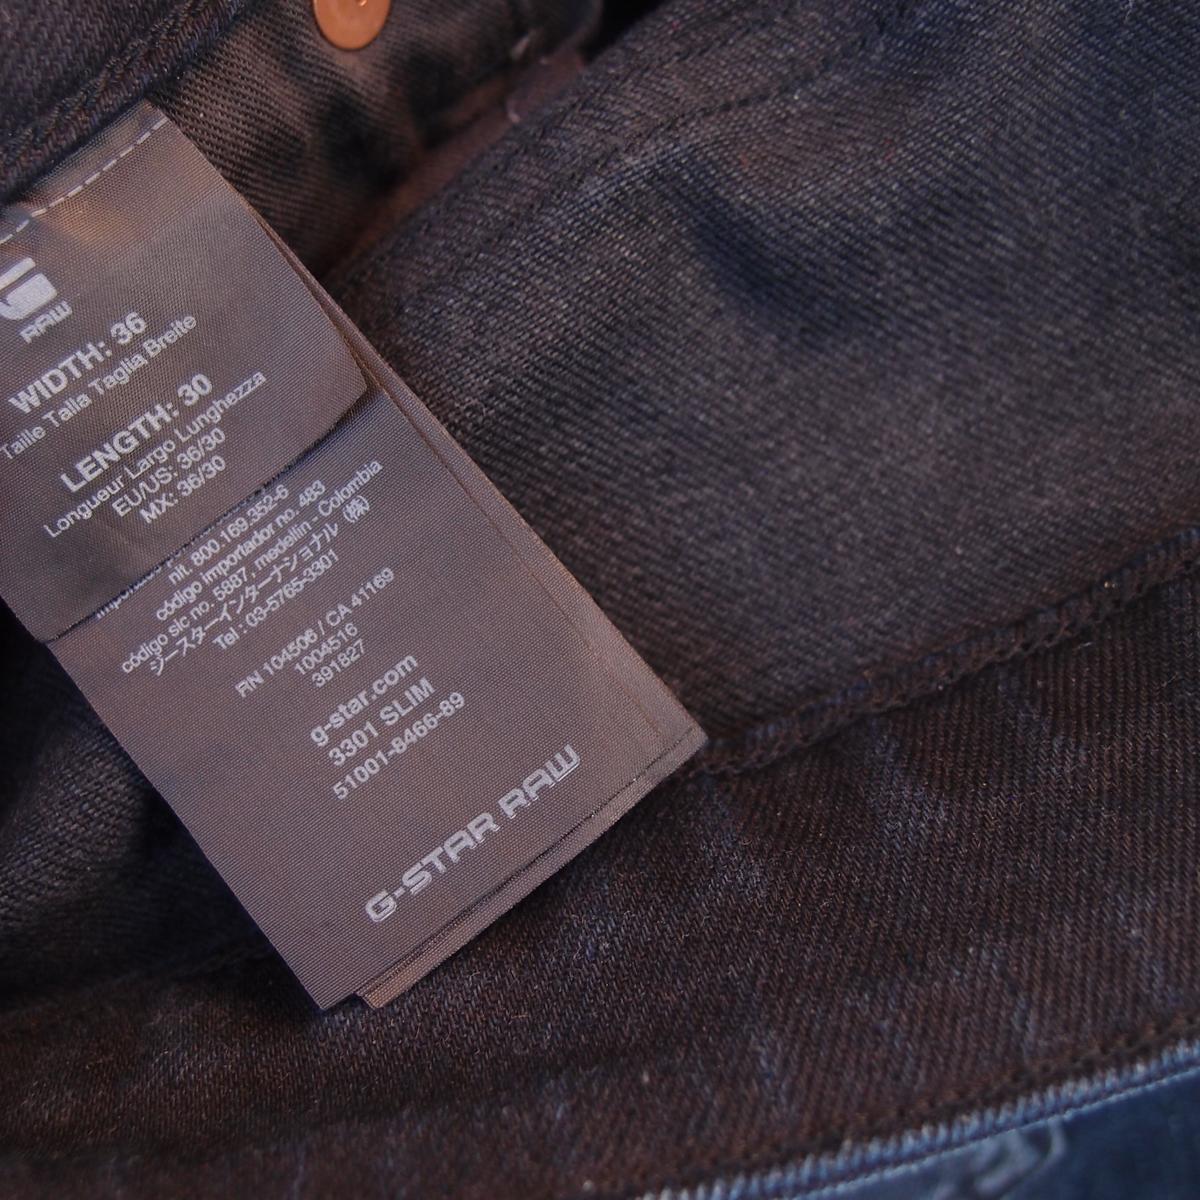 G
RAW
WIDTH: 36
Taille Talla Taglia Breite
LENGTH: 30
Longueur Largo Lunghezza
EU/US: 36/30
MX: 36/30
nit. 800.169.352-6
código importador no. 483
código sic no. 5887, medellin - Colombia
ジースターインターナショナル (株)
Tel : 03-5765-3301
RN 104506 / CA 41169
1004516
391827
g-star.com
3301 SLIM
51001-8466-89
G-STAR RAW